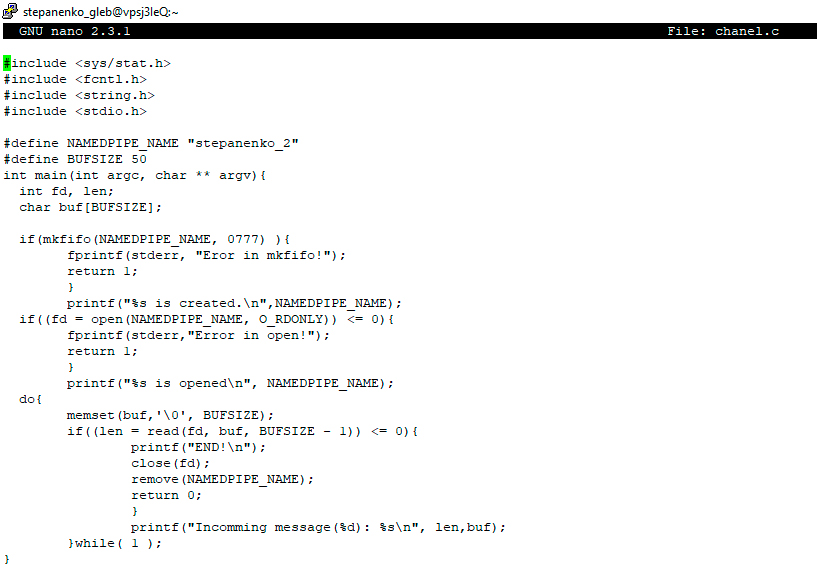 stepanenko_gleb@vpsj3leQ:~
GNU nano 2.3.1 File: chanel.c
#include <sys/stat.h>
#include <fcntl.h>
#include <string.h>
#include <stdio.h>
#define NAMEDPIPE_NAME "stepanenko_2"
#define BUFSIZE 50
int main(int argc, char ** argv){
  int fd, len;
  char buf[BUFSIZE];
  if(mkfifo(NAMEDPIPE_NAME, 0777) ){
        fprintf(stderr, "Eror in mkfifo!");
        return 1;
        }
        printf("%s is created.\n",NAMEDPIPE_NAME);
  if((fd = open(NAMEDPIPE_NAME, O_RDONLY)) <= 0){
        fprintf(stderr,"Error in open!");
        return 1;
        }
        printf("%s is opened\n", NAMEDPIPE_NAME);
  do{
        memset(buf,'\0', BUFSIZE);
        if((len = read(fd, buf, BUFSIZE - 1)) <= 0){
                printf("END!\n");
                close(fd);
                remove(NAMEDPIPE_NAME);
                return 0;
                }
                printf("Incomming message(%d): %s\n", len,buf);
        }while( 1 );
}